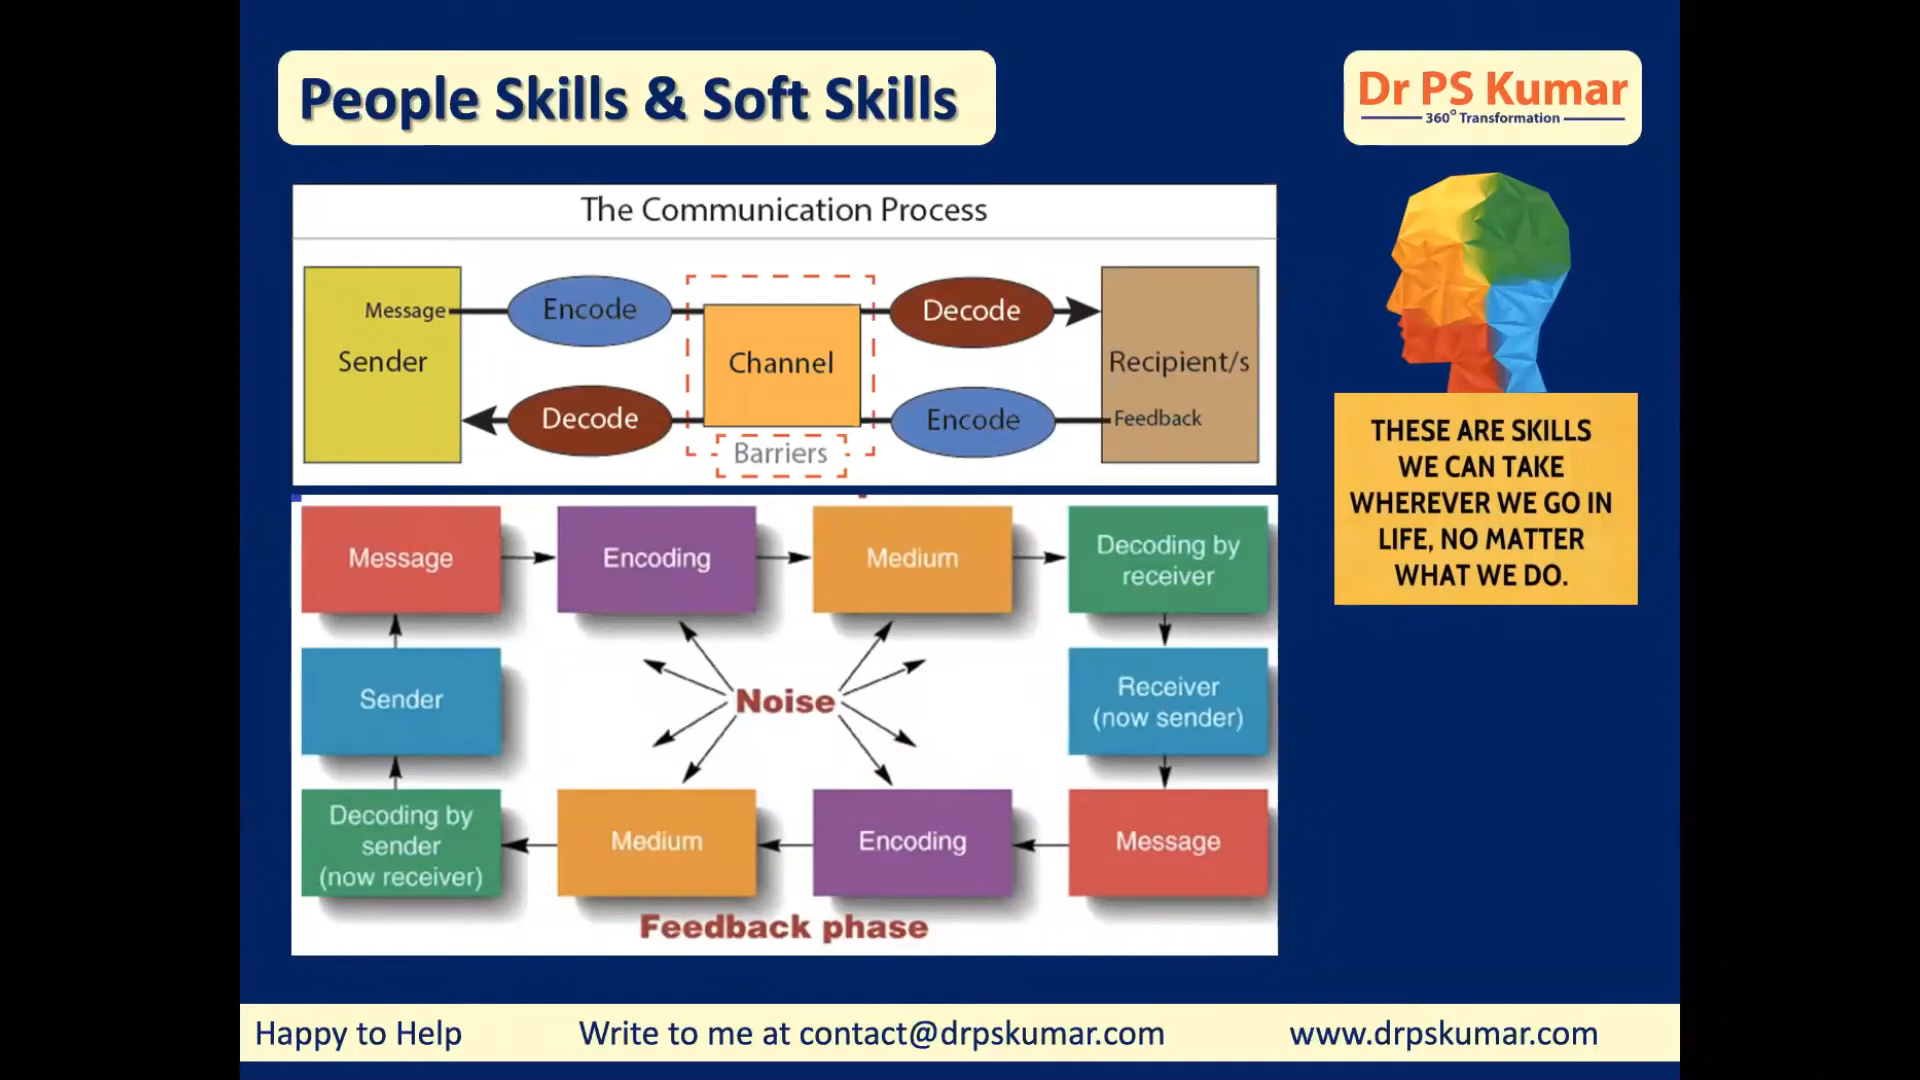 People Skills & Soft Skills
Dr PS Kumar
360° Transformation
The Communication Process
Message
Encode
Decode
Sender
Channel
Recipient/s
Decode
Encode
Feedback
Barriers
Message
Encoding
Medium
Decoding by
receiver
Sender
Noise
Receiver
(now sender)
Decoding by
sender
(now receiver)
Medium
Encoding
Message
Feedback phase
THESE ARE SKILLS
WE CAN TAKE
WHEREVER WE GO IN
LIFE, NO MATTER
WHAT WE DO.
Happy to Help
Write to me at contact@drpskumar.com
www.drpskumar.com